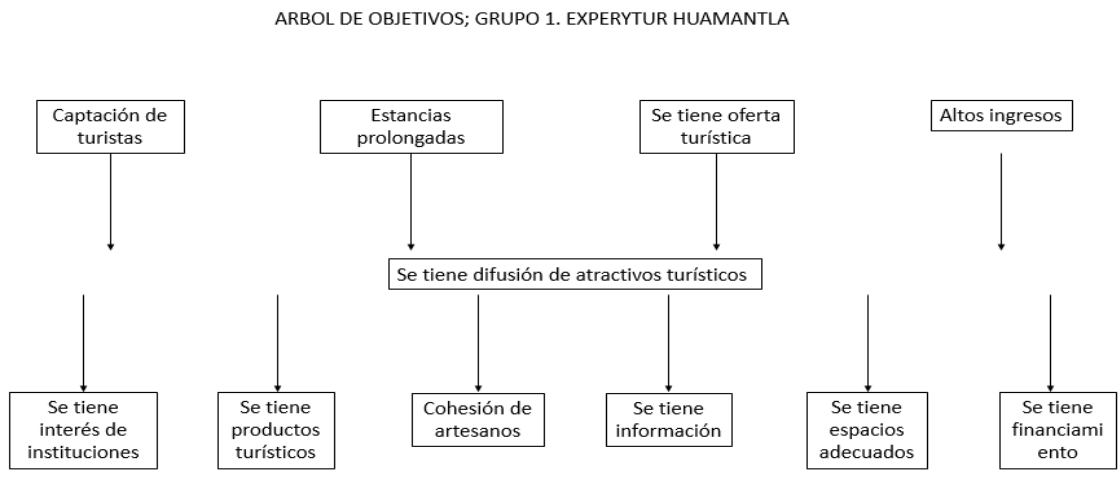 ARBOL DE OBJETIVOS; GRUPO 1. EXPERYTUR HUAMANTLA
Captación de
turistas
Estancias
prolongadas
Se tiene oferta
turística
Altos ingresos
Se tiene difusión de atractivos turísticos
Se tiene
interés de
instituciones
Se tiene
productos
turísticos
Cohesión de
artesanos
Se tiene
información
Se tiene
espacios
adecuados
Se tiene
financiami
ento